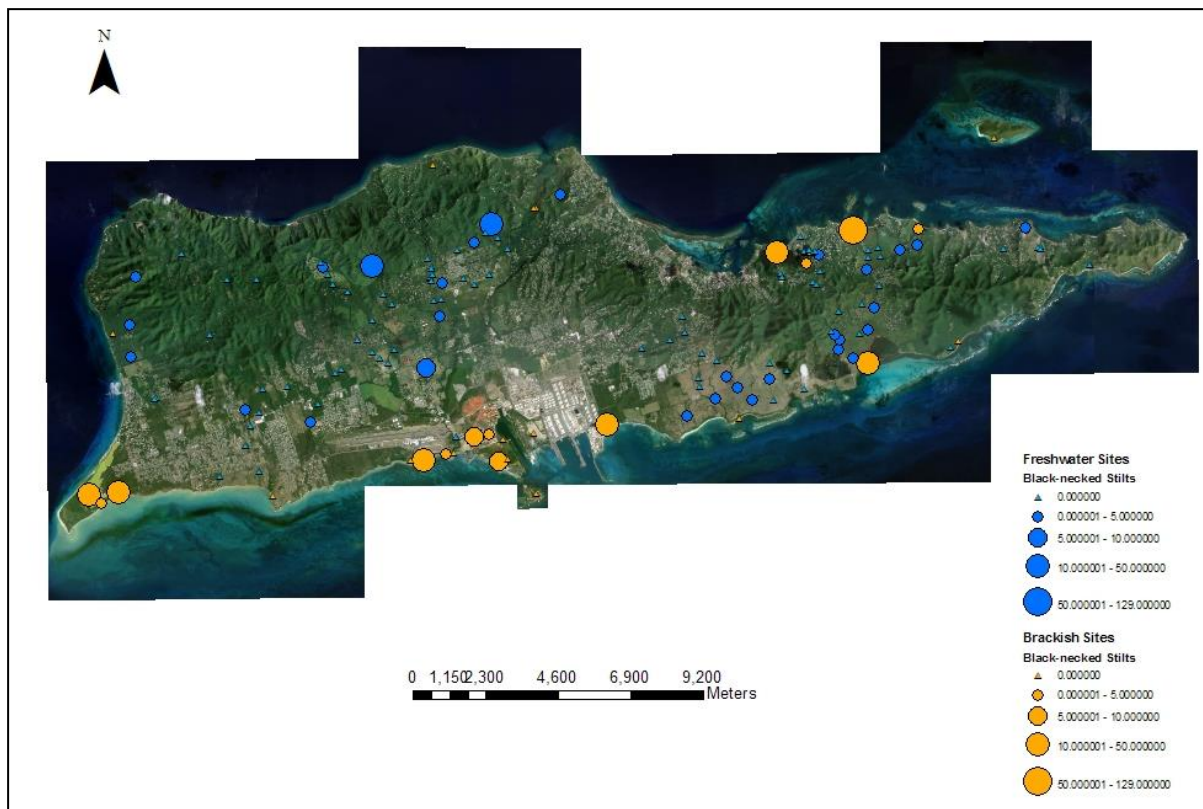 N
0 1,150 2,300 4,600 6,900 9,200
Meters
Freshwater Sites
Black-necked Stilts
0.000000
0.000001 - 5.000000
5.000001 - 10.000000
10.000001 - 50.000000
50.000001 - 129.000000
Brackish Sites
Black-necked Stilts
0.000000
0.000001 - 5.000000
5.000001 - 10.000000
10.000001 - 50.000000
50.000001 - 129.000000